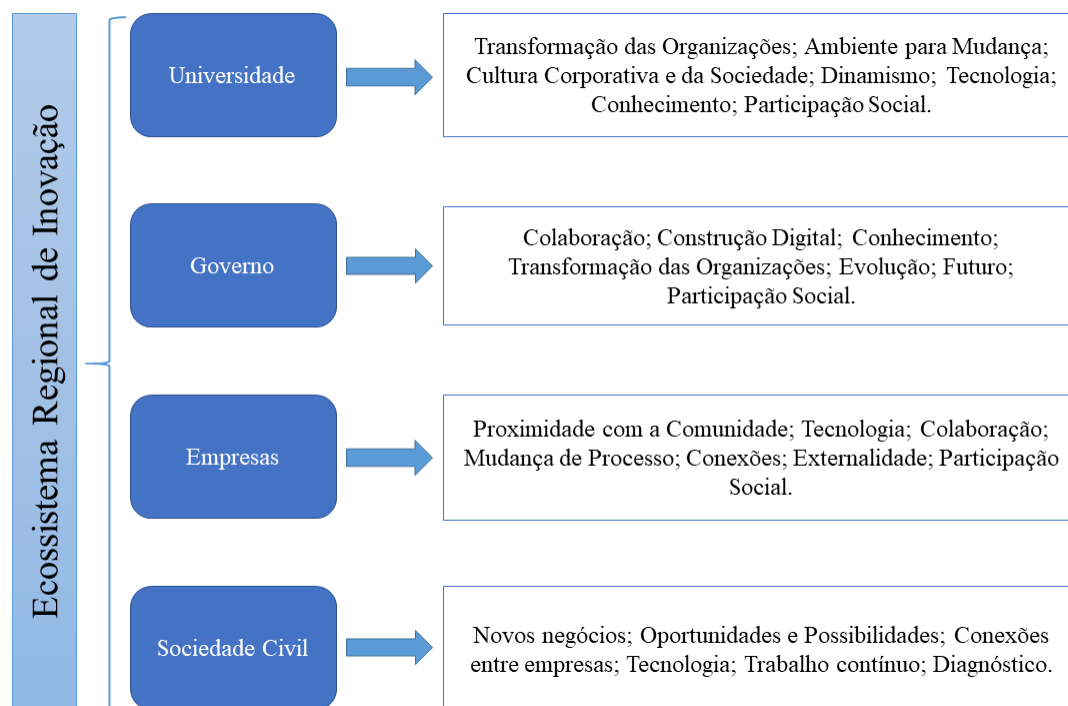 Ecossistema Regional de Inovação
Universidade
Transformação das Organizações; Ambiente para Mudança;
Cultura Corporativa e da Sociedade; Dinamismo; Tecnologia;
Conhecimento; Participação Social.
Governo
Colaboração; Construção Digital; Conhecimento;
Transformação das Organizações; Evolução; Futuro;
Participação Social.
Empresas
Proximidade com a Comunidade; Tecnologia; Colaboração;
Mudança de Processo; Conexões; Externalidade; Participação
Social.
Sociedade Civil
Novos negócios; Oportunidades e Possibilidades; Conexões
entre empresas; Tecnologia; Trabalho contínuo; Diagnóstico.